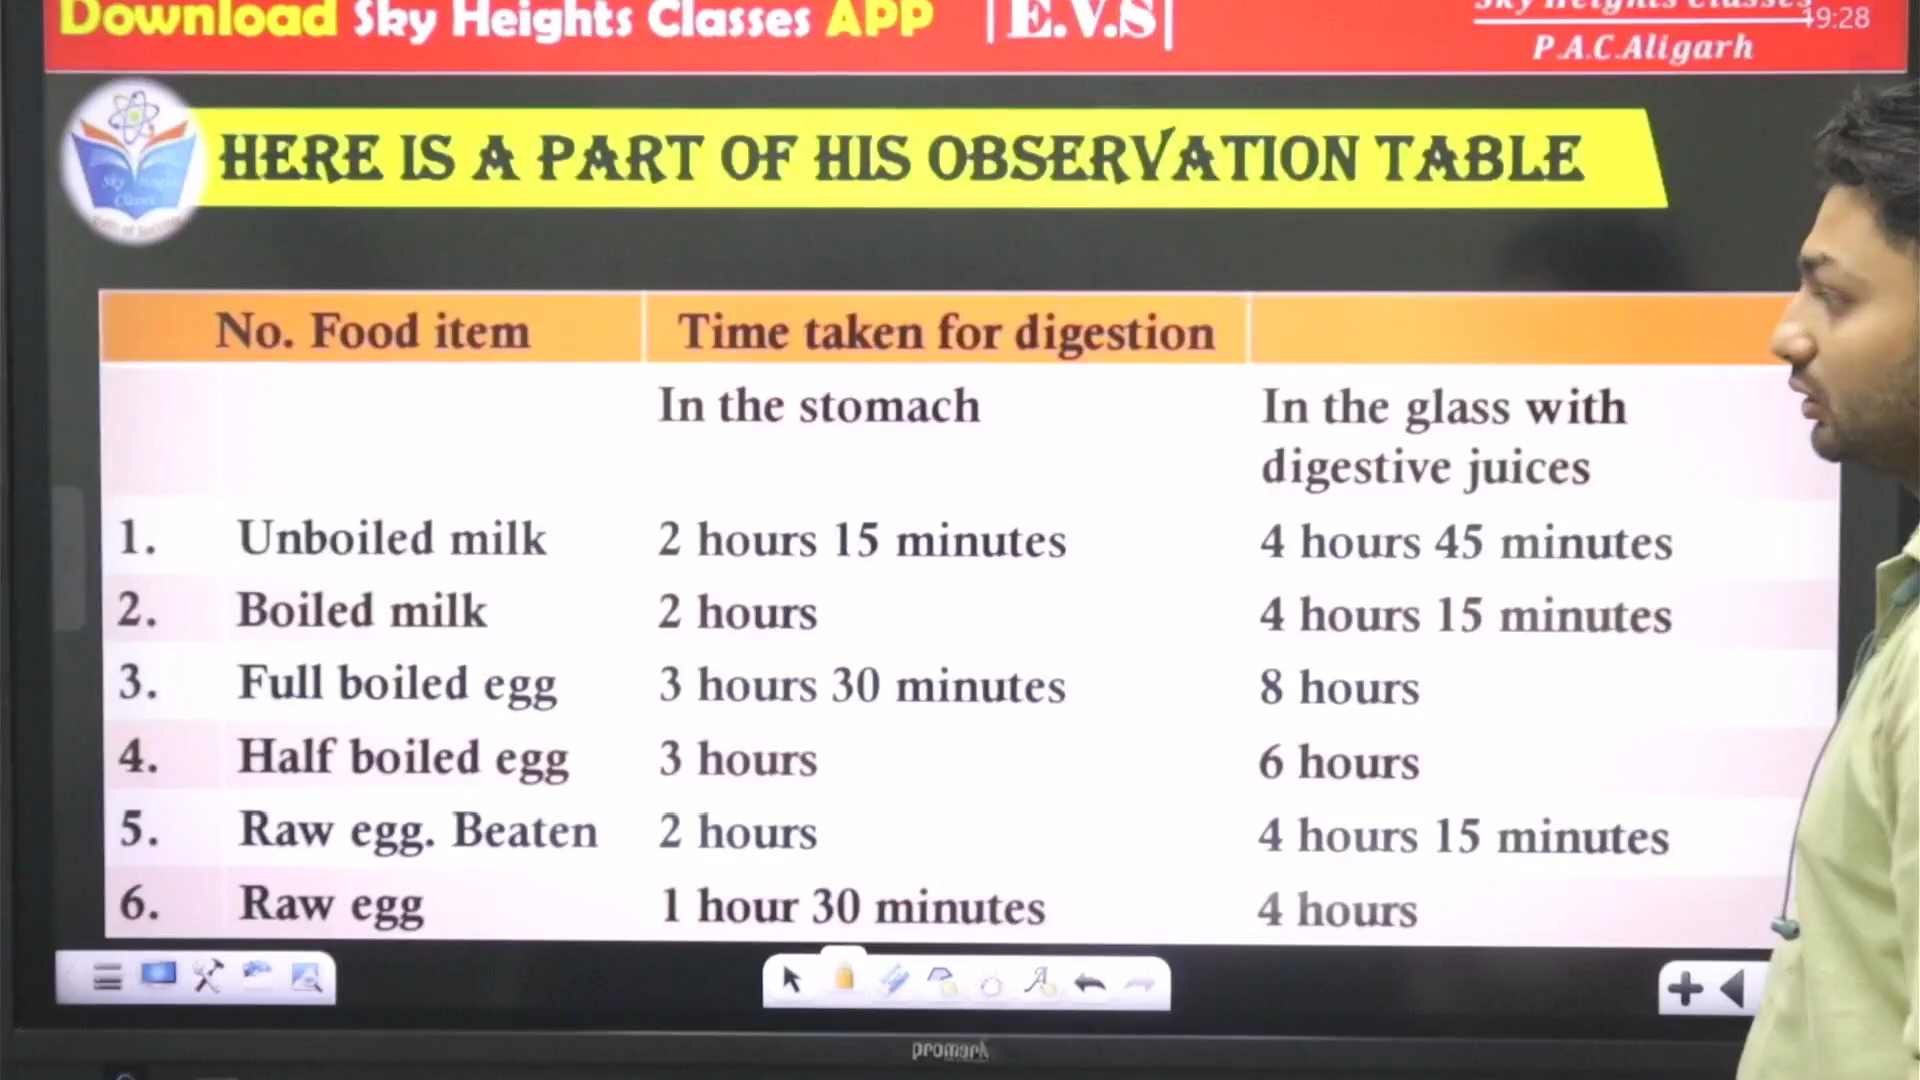 Download Sky Heights Classes APP |E.V.S|
Sky Heights Classes
19:28
P.A.C.Aligarh
HERE IS A PART OF HIS OBSERVATION TABLE
No. Food item Time taken for digestion
In the stomach In the glass with
digestive juices
1. Unboiled milk 2 hours 15 minutes 4 hours 45 minutes
2. Boiled milk 2 hours 4 hours 15 minutes
3. Full boiled egg 3 hours 30 minutes 8 hours
4. Half boiled egg 3 hours 6 hours
5. Raw egg. Beaten 2 hours 4 hours 15 minutes
6. Raw egg 1 hour 30 minutes 4 hours
promark